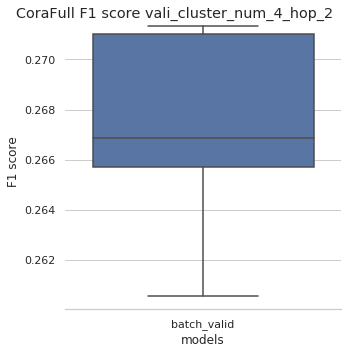 CoraFull F1 score vali_cluster_num_4_hop_2
0.270
0.268
0.266
0.264
0.262
F1 score
batch_valid
models